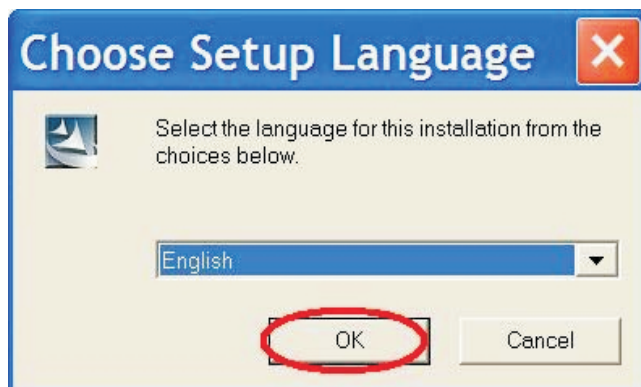 Choose Setup Language
Select the language for this installation from the
choices below.
English
OK
Cancel